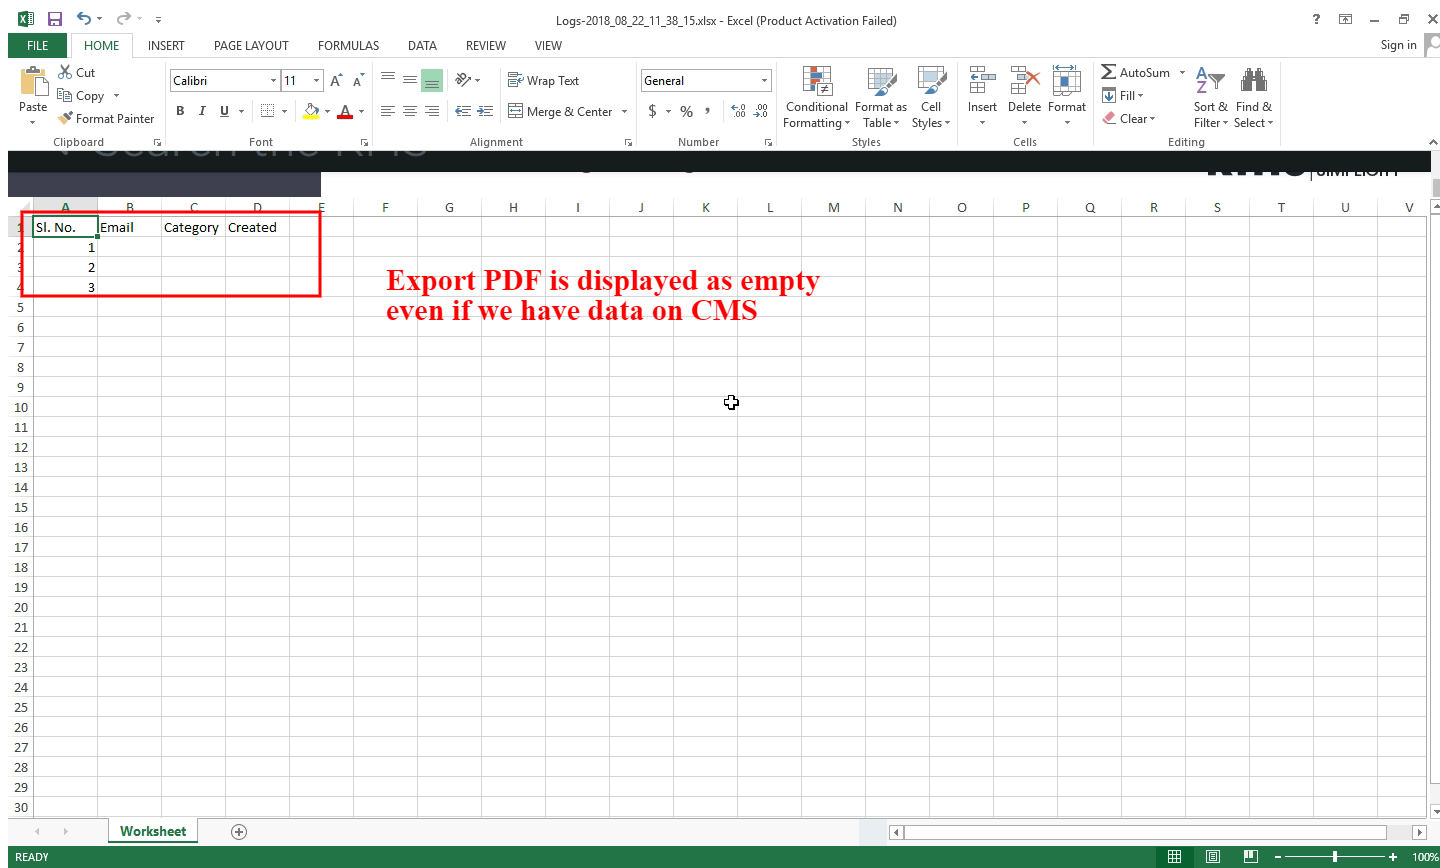 Logs-2018_08_22_11_38_15.xlsx - Excel (Product Activation Failed)
?
FILE HOME INSERT PAGE LAYOUT FORMULAS DATA REVIEW VIEW Sign in
Paste
Cut
Copy
Format Painter
Clipboard
Calibri 11
B I U
Font
Wrap Text
Merge & Center
Alignment
General
$ % ,
Number
Conditional Formatting
Format as Table
Cell Styles
Styles
Insert Delete Format
Cells
AutoSum
Fill
Clear
Sort & Filter
Find & Select
Editing
A B C D E F G H I J K L M N O P Q R S T U V
1 Sl. No. Email Category Created
2 1
3 2
4 3
Export PDF is displayed as empty
even if we have data on CMS
5
6
7
8
9
10
11
12
13
14
15
16
17
18
19
20
21
22
23
24
25
26
27
28
29
30
Worksheet
READY 100%